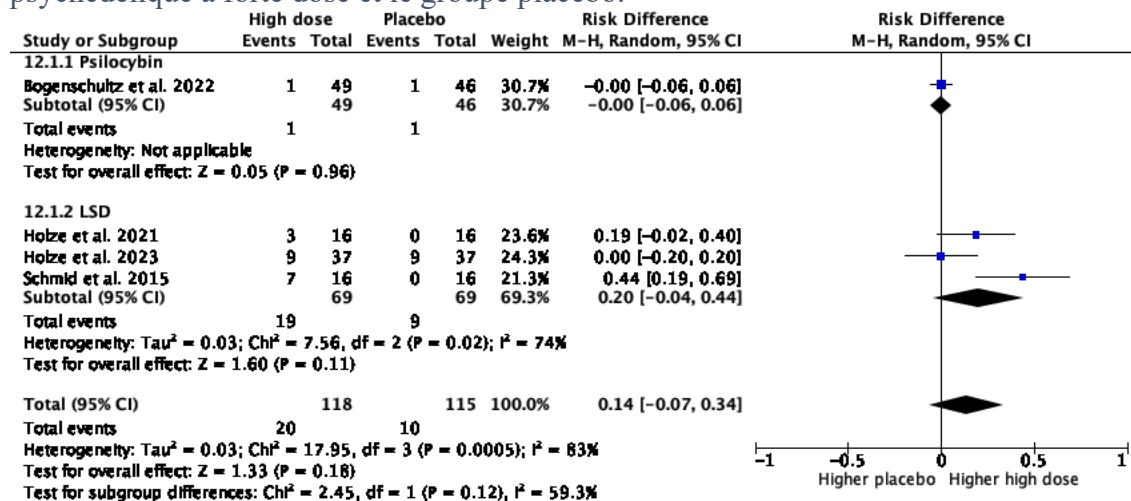 psychédélique à forte dose et le groupe placebo.
High dose Placebo Risk Difference Risk Difference
Study or Subgroup Events Total Events Total Weight M-H, Random, 95% CI M-H, Random, 95% CI
12.1.1 Psilocybin
Bogenschultz et al. 2022 1 49 1 46 30.7% -0.00 [-0.06, 0.06]
Subtotal (95% CI) 49 46 30.7% -0.00 [-0.06, 0.06]
Total events 1 1
Heterogeneity: Not applicable
Test for overall effect: Z = 0.05 (P = 0.96)
12.1.2 LSD
Holze et al. 2021 3 16 0 16 23.6% 0.19 [-0.02, 0.40]
Holze et al. 2023 9 37 9 37 24.3% 0.00 [-0.20, 0.20]
Schmid et al. 2015 7 16 0 16 21.3% 0.44 [0.19, 0.69]
Subtotal (95% CI) 69 69 69.3% 0.20 [-0.04, 0.44]
Total events 19 9
Heterogeneity: Tau² = 0.03; Chi² = 7.56, df = 2 (P = 0.02); I² = 74%
Test for overall effect: Z = 1.60 (P = 0.11)
Total (95% CI) 118 115 100.0% 0.14 [-0.07, 0.34]
Total events 20 10
Heterogeneity: Tau² = 0.03; Chi² = 17.95, df = 3 (P = 0.0005); I² = 83%
Test for overall effect: Z = 1.33 (P = 0.18)
Test for subgroup differences: Chi² = 2.45, df = 1 (P = 0.12), I² = 59.3%
-1 -0.5 0 0.5 1
Higher placebo Higher high dose